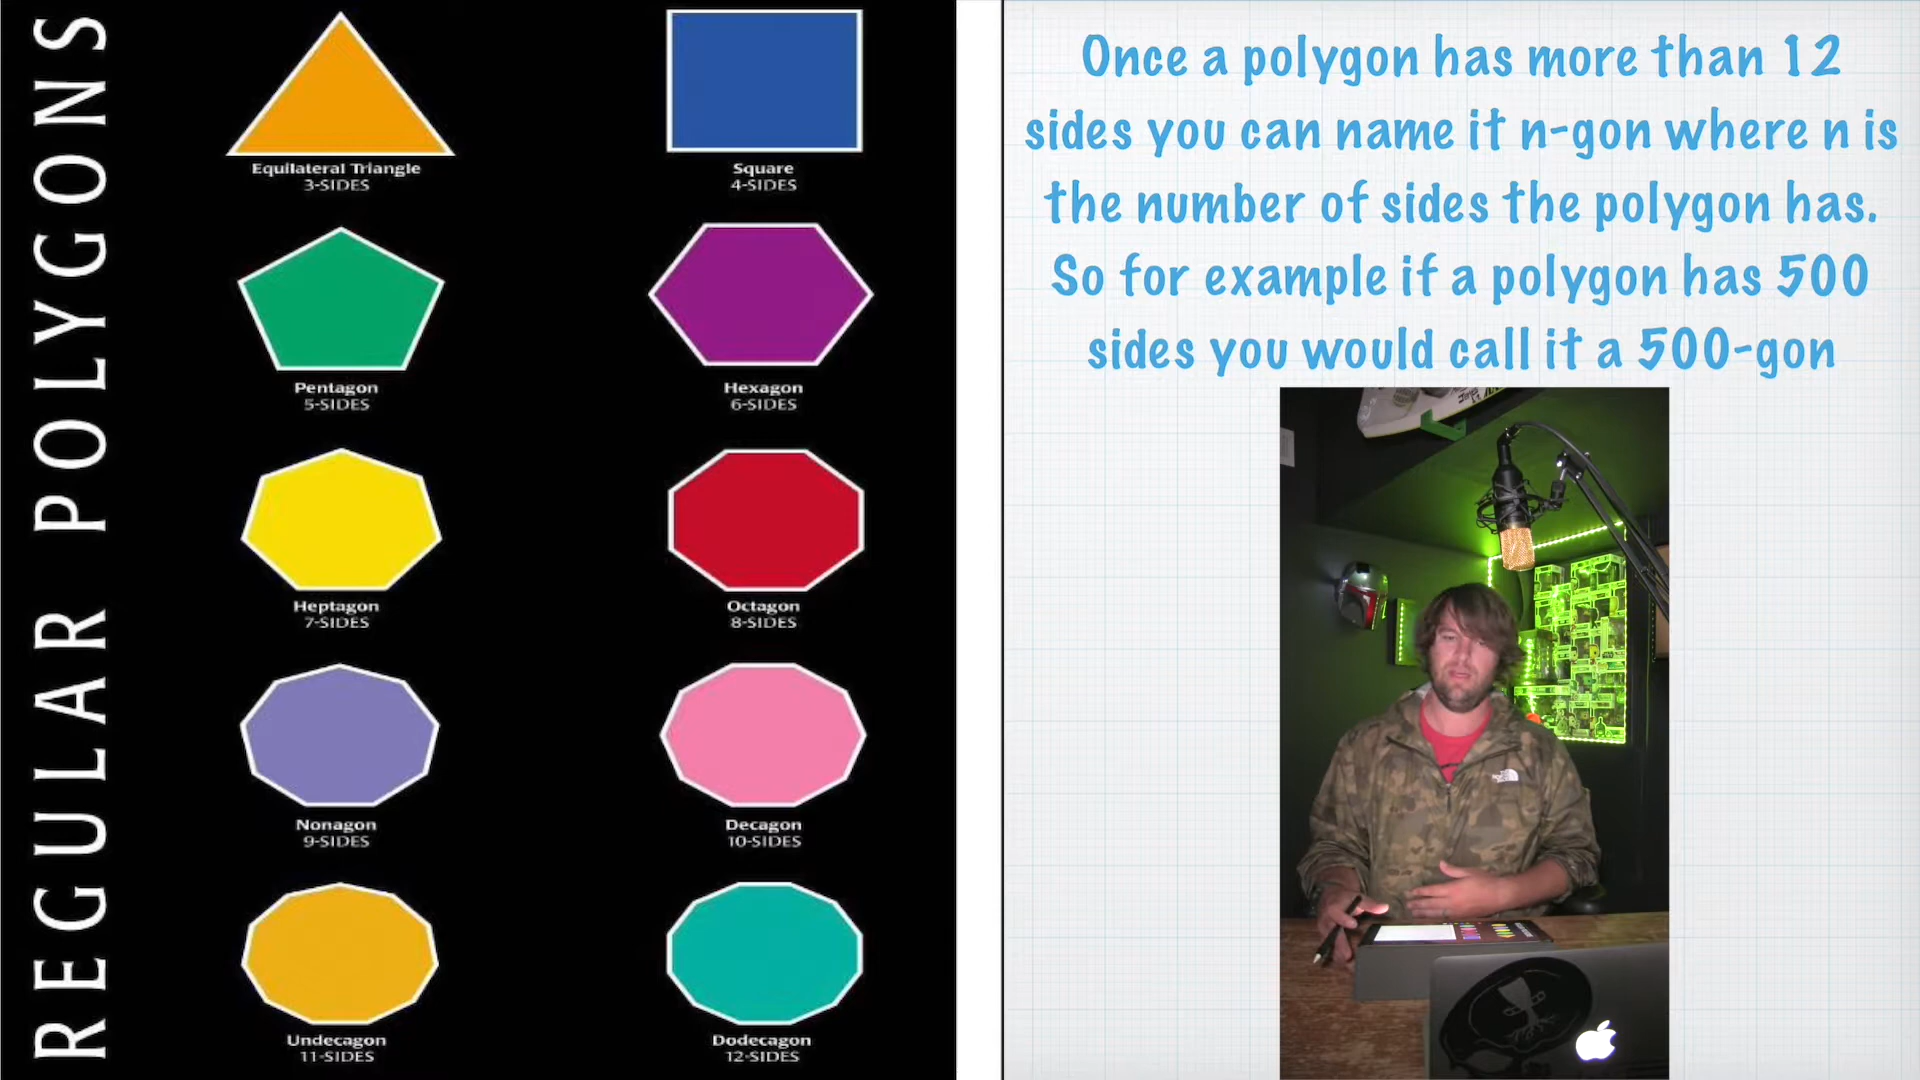 REGULAR POLYGONS
Equilateral Triangle
3-SIDES
Square
4-SIDES
Pentagon
5-SIDES
Hexagon
6-SIDES
Heptagon
7-SIDES
Octagon
8-SIDES
Nonagon
9-SIDES
Decagon
10-SIDES
Undecagon
11-SIDES
Dodecagon
12-SIDES
Once a polygon has more than 12
sides you can name it n-gon where n is
the number of sides the polygon has.
So for example if a polygon has 500
sides you would call it a 500-gon